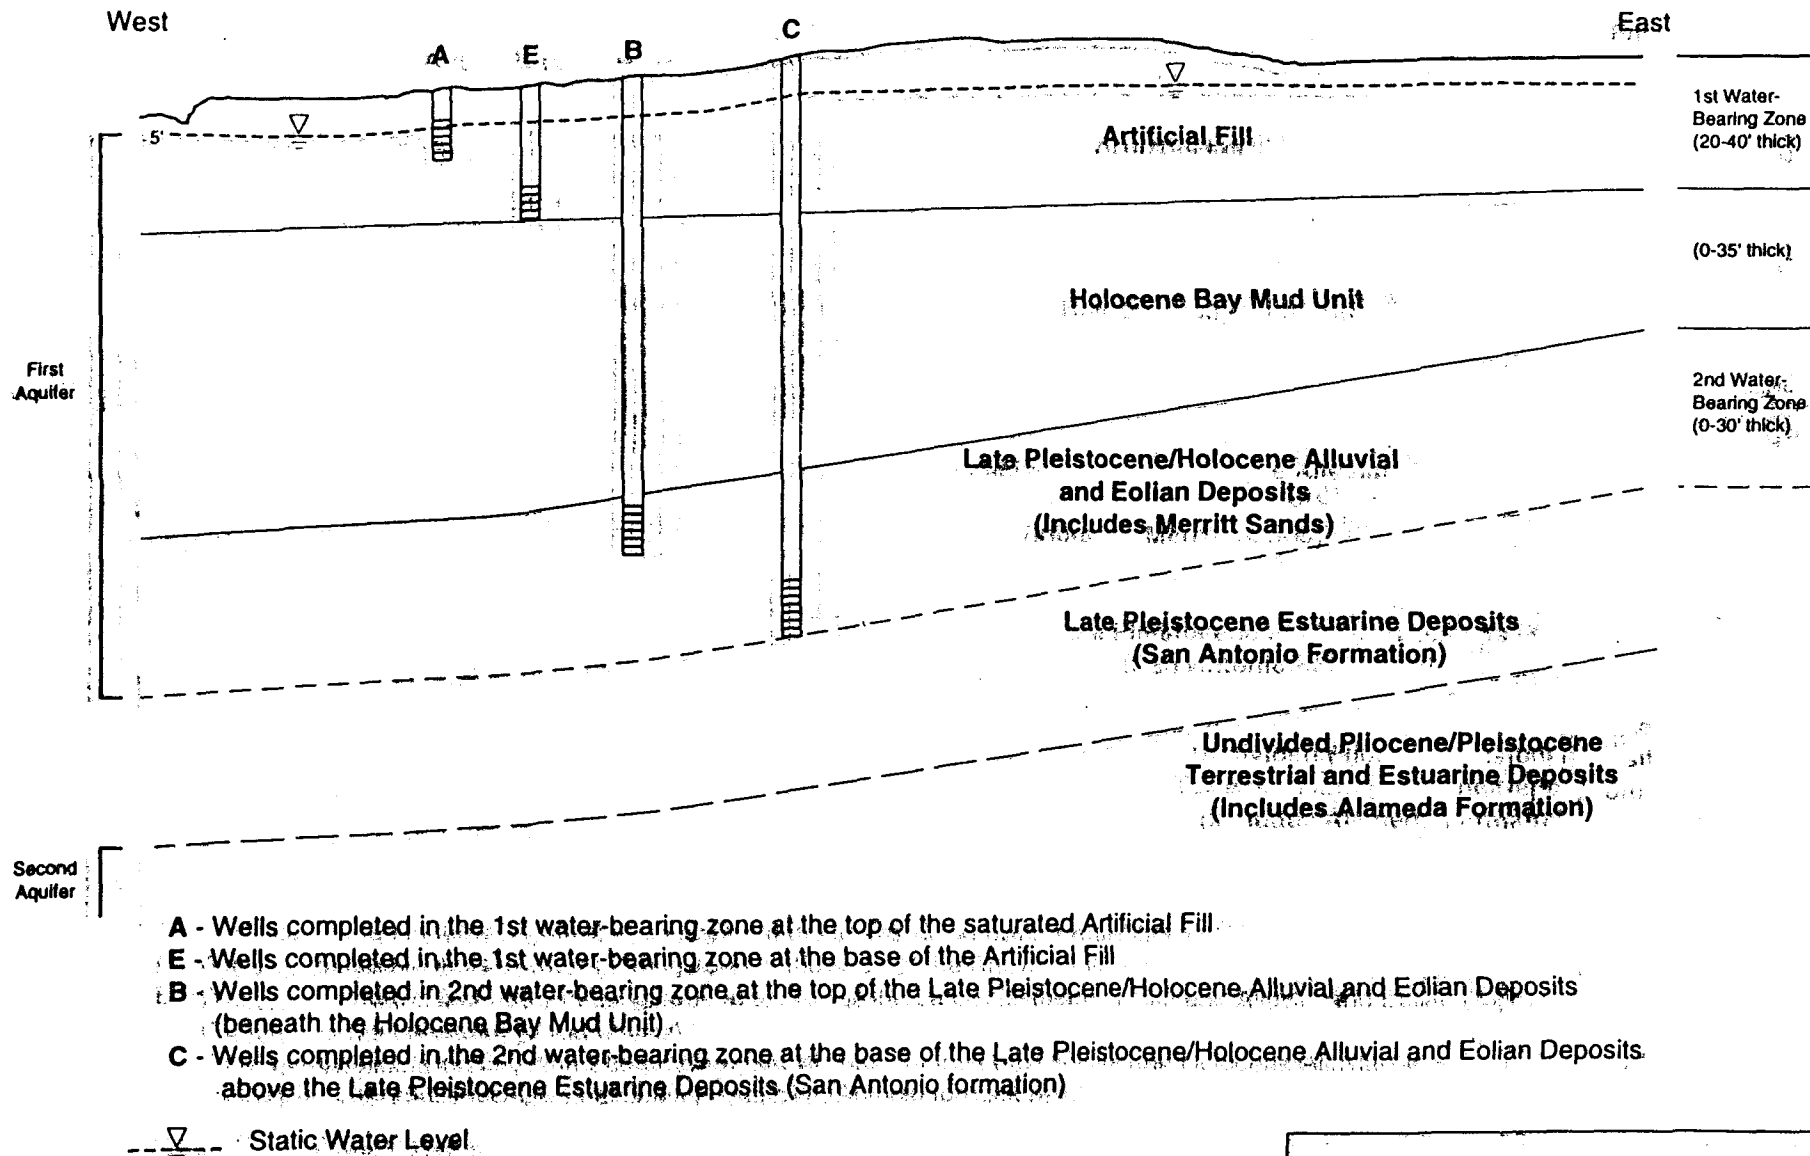 West
East
A
E
B
C
5'
1st Water-
Bearing Zone
(20-40' thick)
Artificial Fill
(0-35' thick)
Holocene Bay Mud Unit
First
Aquifer
2nd Water-
Bearing Zone
(0-30' thick)
Late Pleistocene/Holocene Alluvial
and Eolian Deposits
(Includes Merritt Sands)
Late Pleistocene Estuarine Deposits
(San Antonio Formation)
Undivided Pliocene/Pleistocene
Terrestrial and Estuarine Deposits
(Includes Alameda Formation)
Second
Aquifer
A - Wells completed in the 1st water-bearing zone at the top of the saturated Artificial Fill
E - Wells completed in the 1st water-bearing zone at the base of the Artificial Fill
B - Wells completed in 2nd water-bearing zone at the top of the Late Pleistocene/Holocene Alluvial and Eolian Deposits
(beneath the Holocene Bay Mud Unit)
C - Wells completed in the 2nd water-bearing zone at the base of the Late Pleistocene/Holocene Alluvial and Eolian Deposits
above the Late Pleistocene Estuarine Deposits (San Antonio formation)
Static Water Level